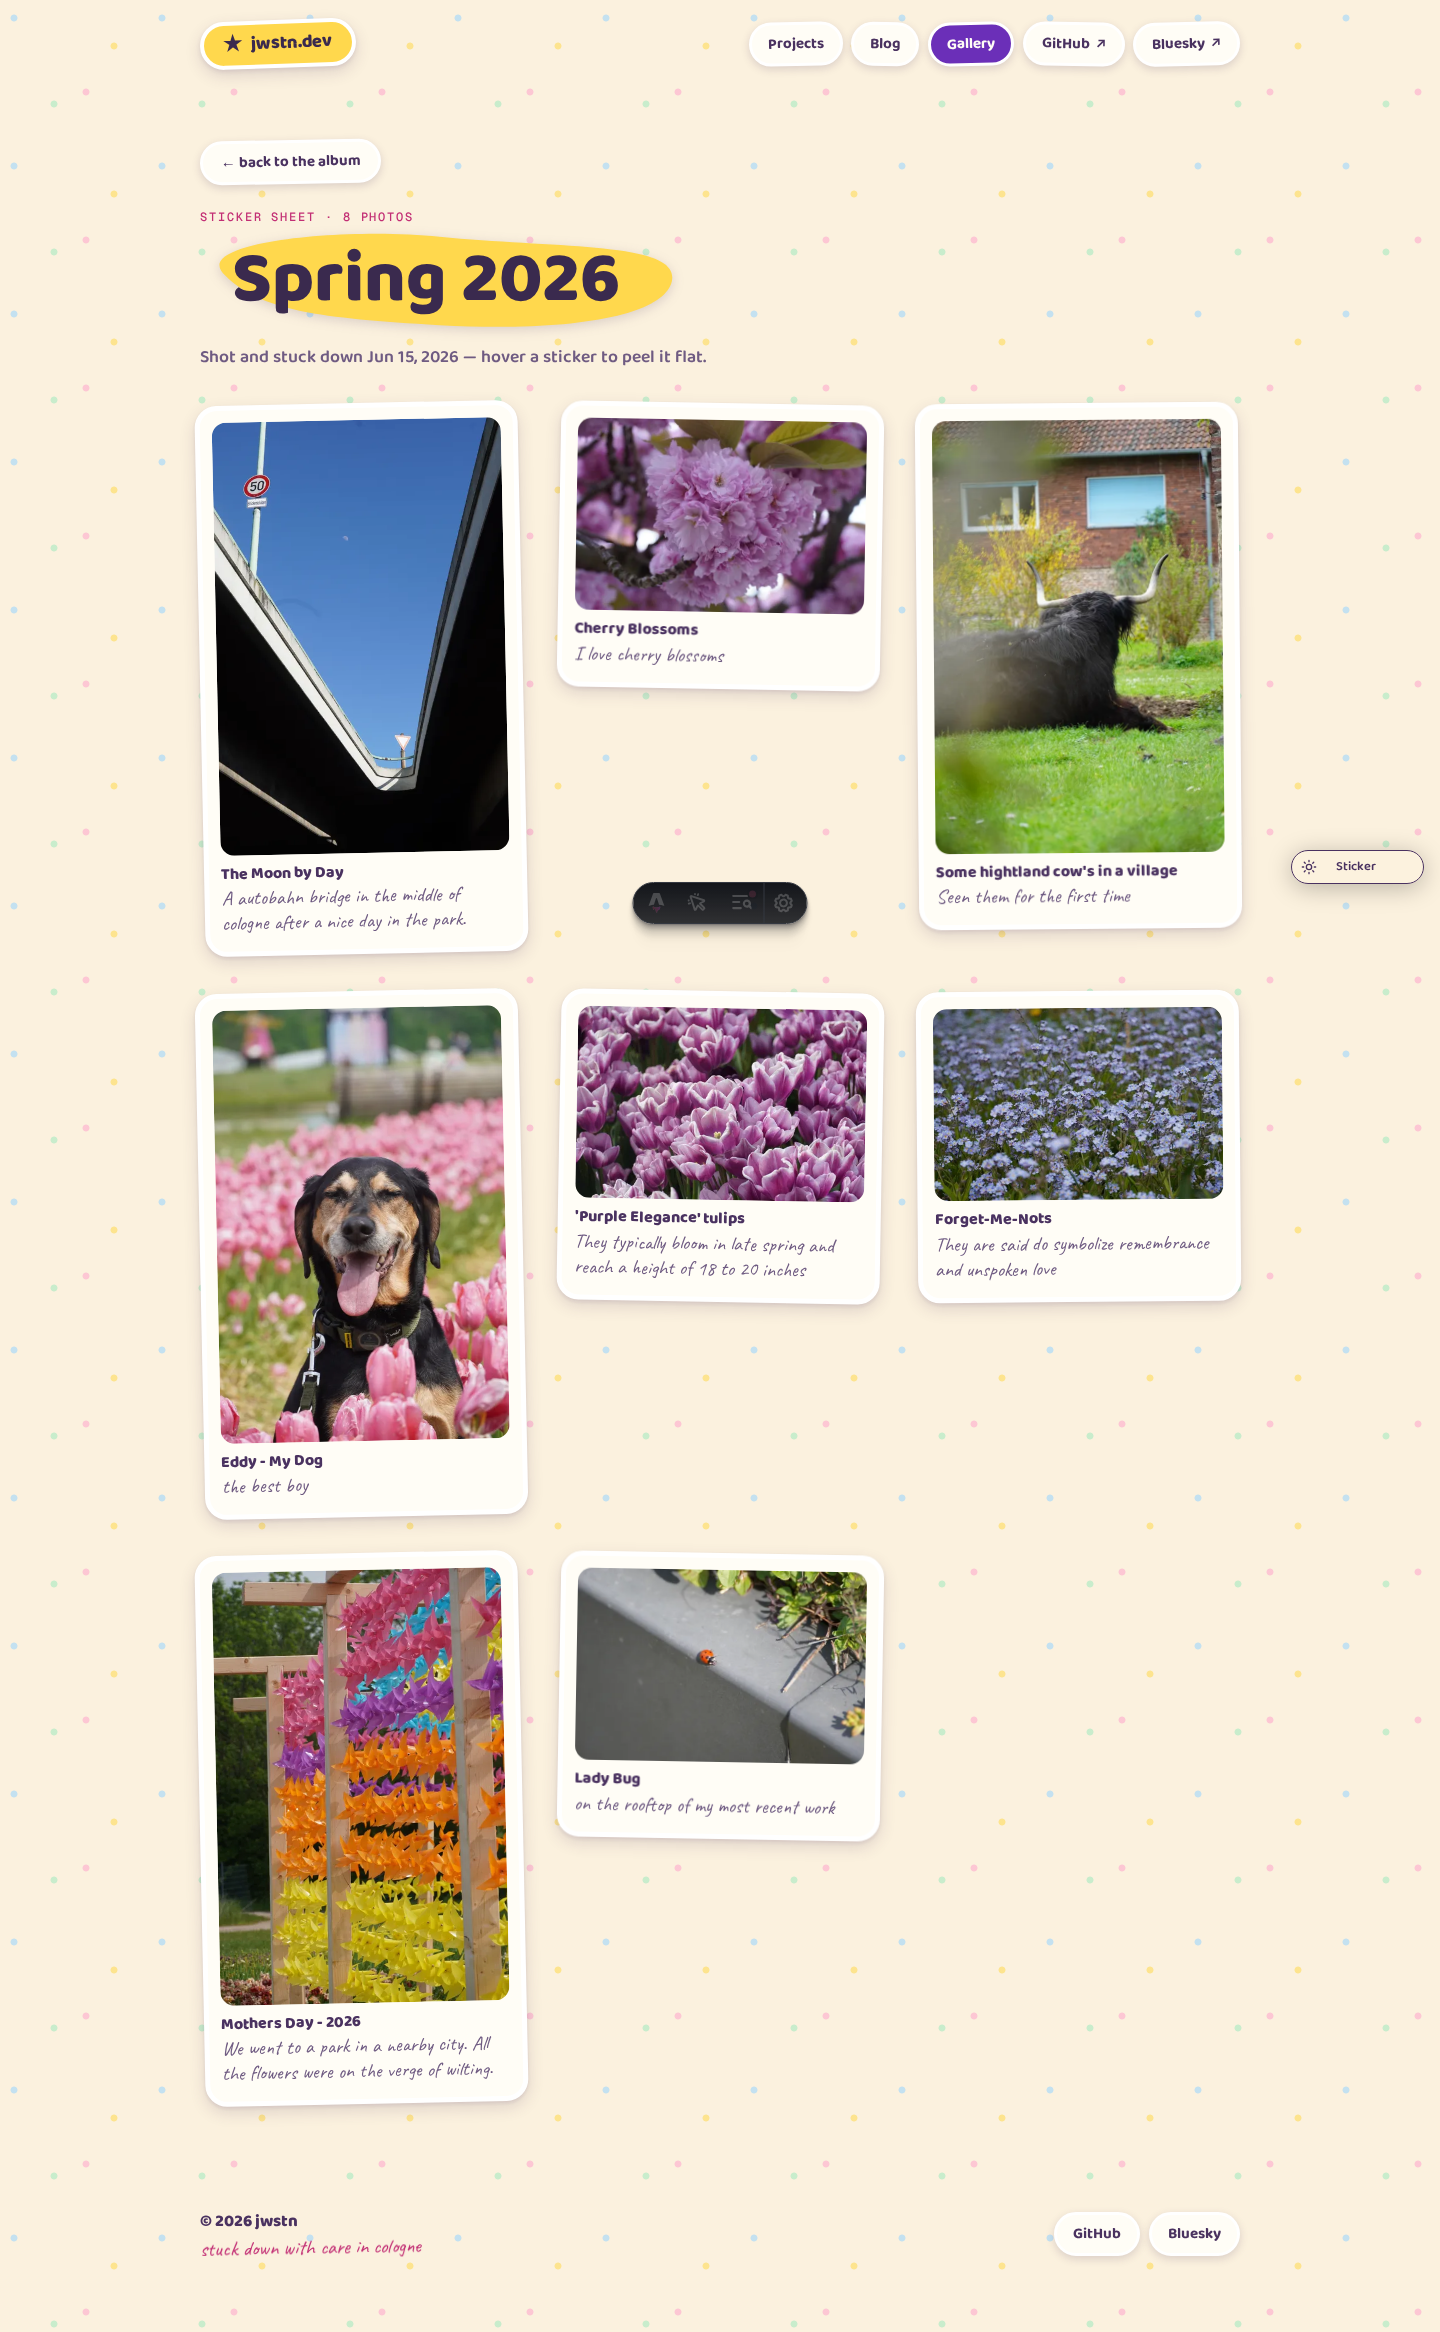 ★ jwstn.dev
Projects
Blog
Gallery
GitHub ↗
Bluesky ↗
← back to the album
STICKER SHEET · 8 PHOTOS
Spring 2026
Shot and stuck down Jun 15, 2026 — hover a sticker to peel it flat.
50
The Moon by Day
A autobahn bridge in the middle of
cologne after a nice day in the park.
Cherry Blossoms
I love cherry blossoms
Some hightland cow's in a village
Seen them for the first time
Sticker
Eddy - My Dog
the best boy
'Purple Elegance' tulips
They typically bloom in late spring and
reach a height of 18 to 20 inches
Forget-Me-Nots
They are said do symbolize remembrance
and unspoken love
Mothers Day - 2026
We went to a park in a nearby city. All
the flowers were on the verge of wilting.
Lady Bug
on the rooftop of my most recent work
© 2026 jwstn
stuck down with care in cologne
GitHub
Bluesky